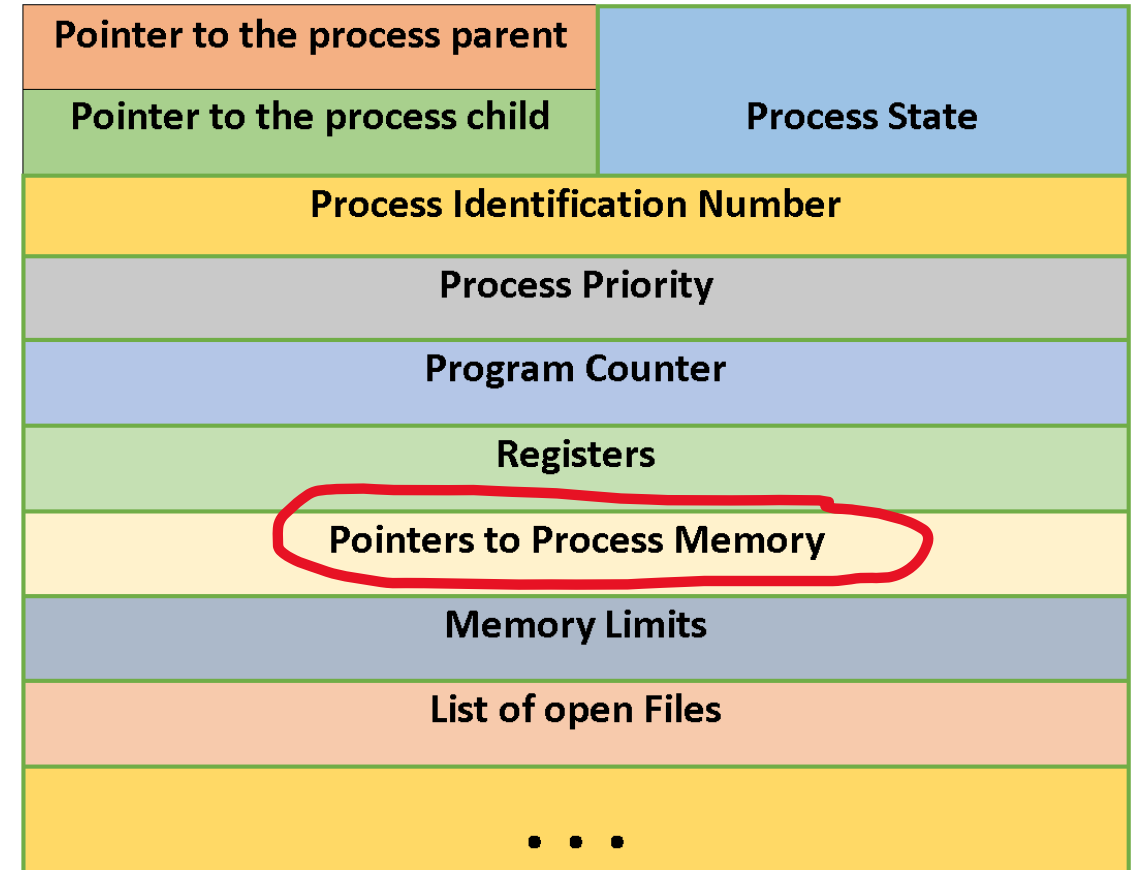 Pointer to the process parent
Pointer to the process child
Process State
Process Identification Number
Process Priority
Program Counter
Registers
Pointers to Process Memory
Memory Limits
List of open Files
. . .